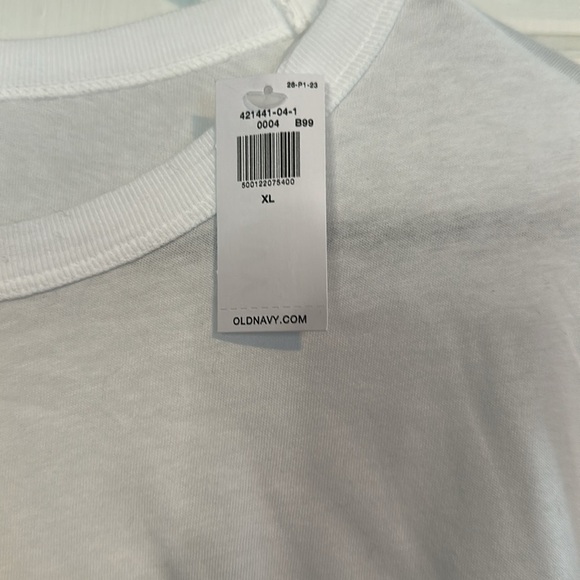 26-P1-23
421441-04-1
0004 B99
500122075400
XL
OLDNAVY.COM